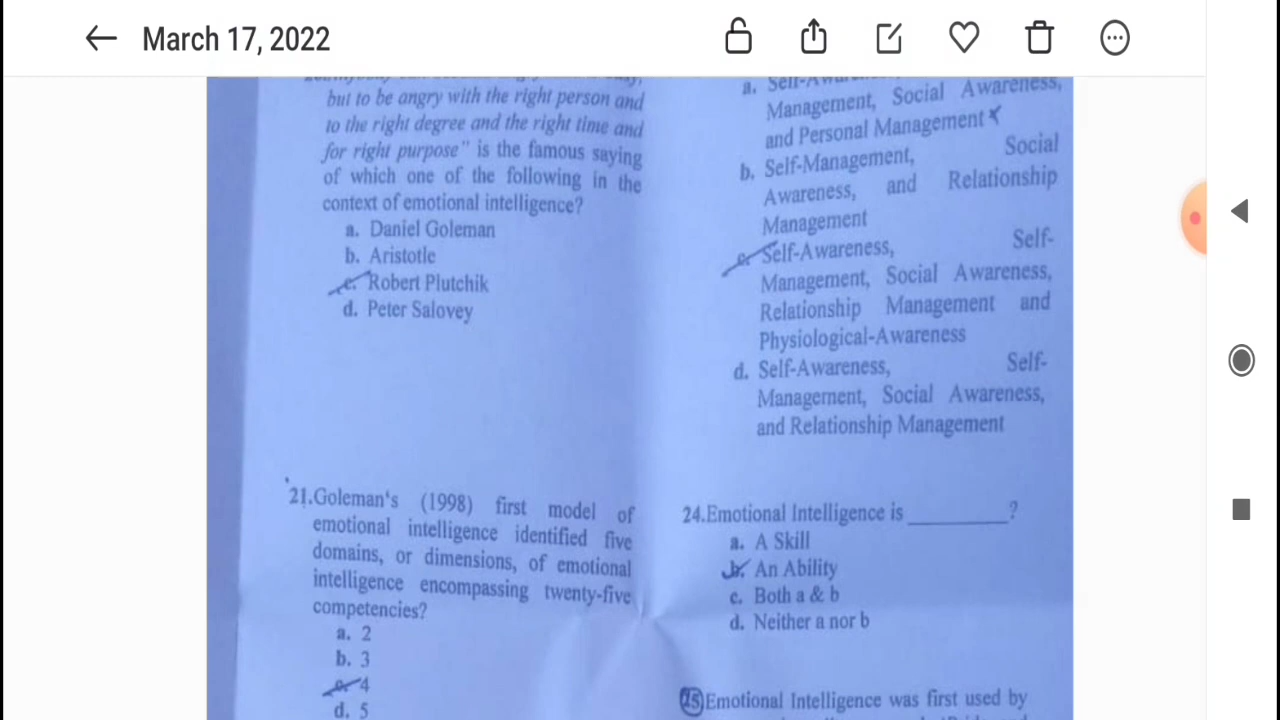 March 17, 2022
but to be angry with the right person and
to the right degree and the right time and
for right purpose" is the famous saying
of which one of the following in the
context of emotional intelligence?
a. Daniel Goleman
b. Aristotle
c. Robert Plutchik
d. Peter Salovey
21.Goleman's (1998) first model of
emotional intelligence identified five
domains, or dimensions, of emotional
intelligence encompassing twenty-five
competencies?
a. 2
b. 3
c. 4
d. 5
a. Self-Awareness,
Management, Social Awareness,
and Personal Management
b. Self-Management, Social
Awareness, and Relationship
Management
c. Self-Awareness, Self-
Management, Social Awareness,
Relationship Management and
Physiological-Awareness
d. Self-Awareness, Self-
Management, Social Awareness,
and Relationship Management
24.Emotional Intelligence is ________?
a. A Skill
b. An Ability
c. Both a & b
d. Neither a nor b
25 Emotional Intelligence was first used by